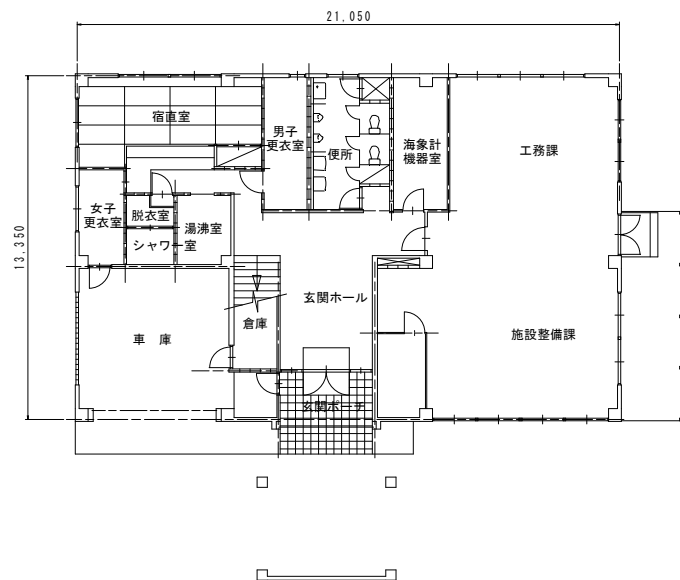 21,050
13,350
宿直室
男子
更衣室
便所
海象計
機器室
工務課
女子
更衣室
脱衣室
シャワー室
湯沸室
玄関ホール
倉庫
車 庫
施設整備課
玄関ポーチ